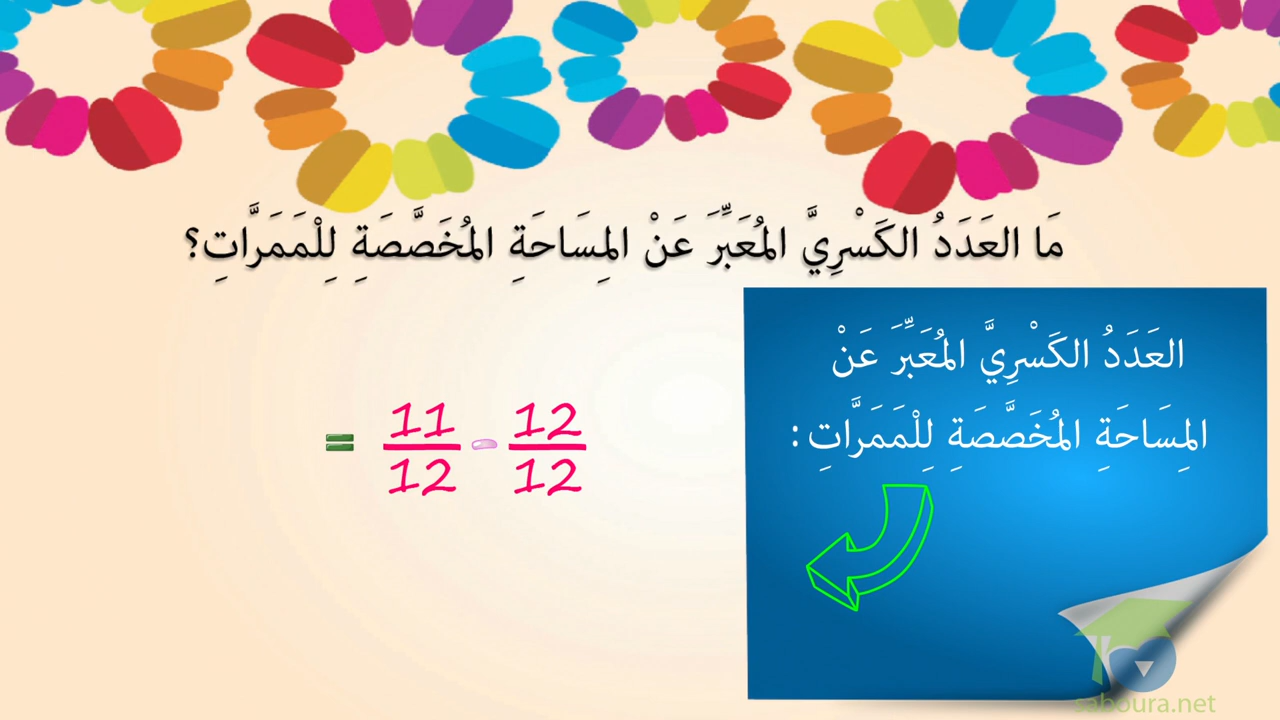 مَا العَدَدُ الكَسْرِيَّ المُعَبِّرَ عَنْ المِسَاحَةِ المُخَصَّصَةِ لِلْمَمَرَّاتِ؟
العَدَدُ الكَسْرِيَّ المُعَبِّرَ عَنْ
المِسَاحَةِ المُخَصَّصَةِ لِلْمَمَرَّاتِ :
12/12 - 11/12 =
saboura.net